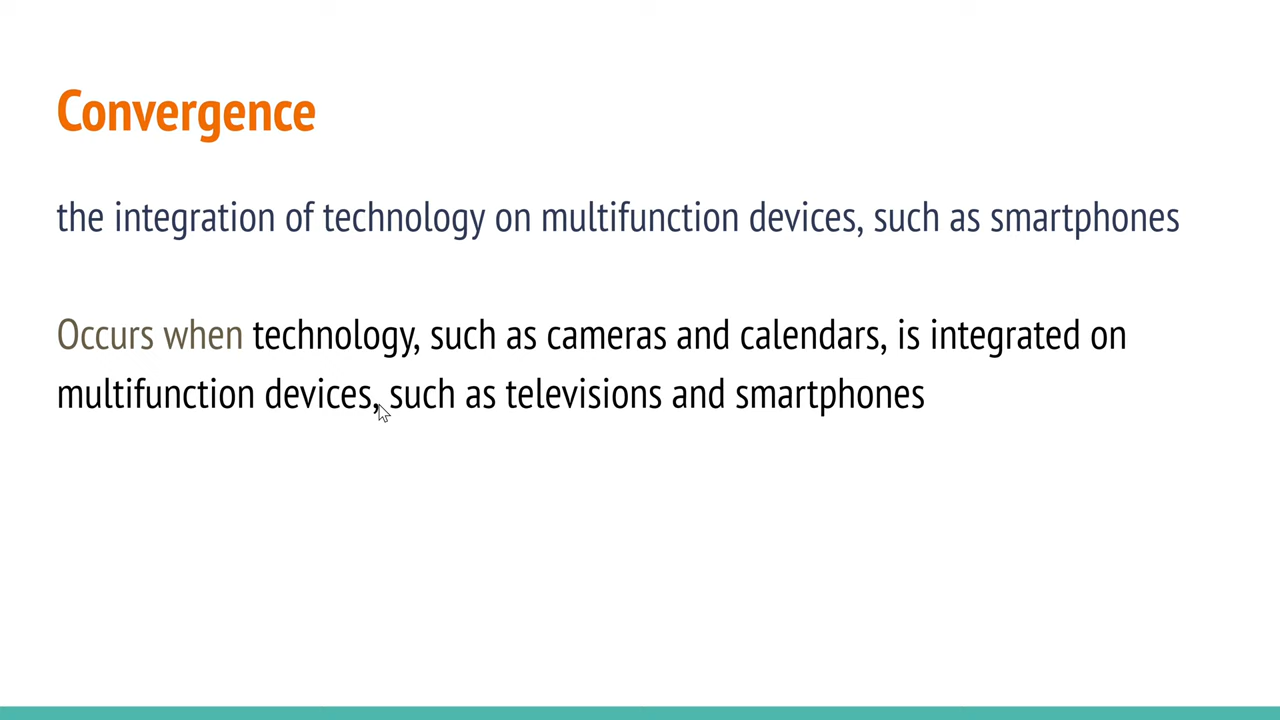 Convergence
the integration of technology on multifunction devices, such as smartphones
Occurs when technology, such as cameras and calendars, is integrated on
multifunction devices, such as televisions and smartphones